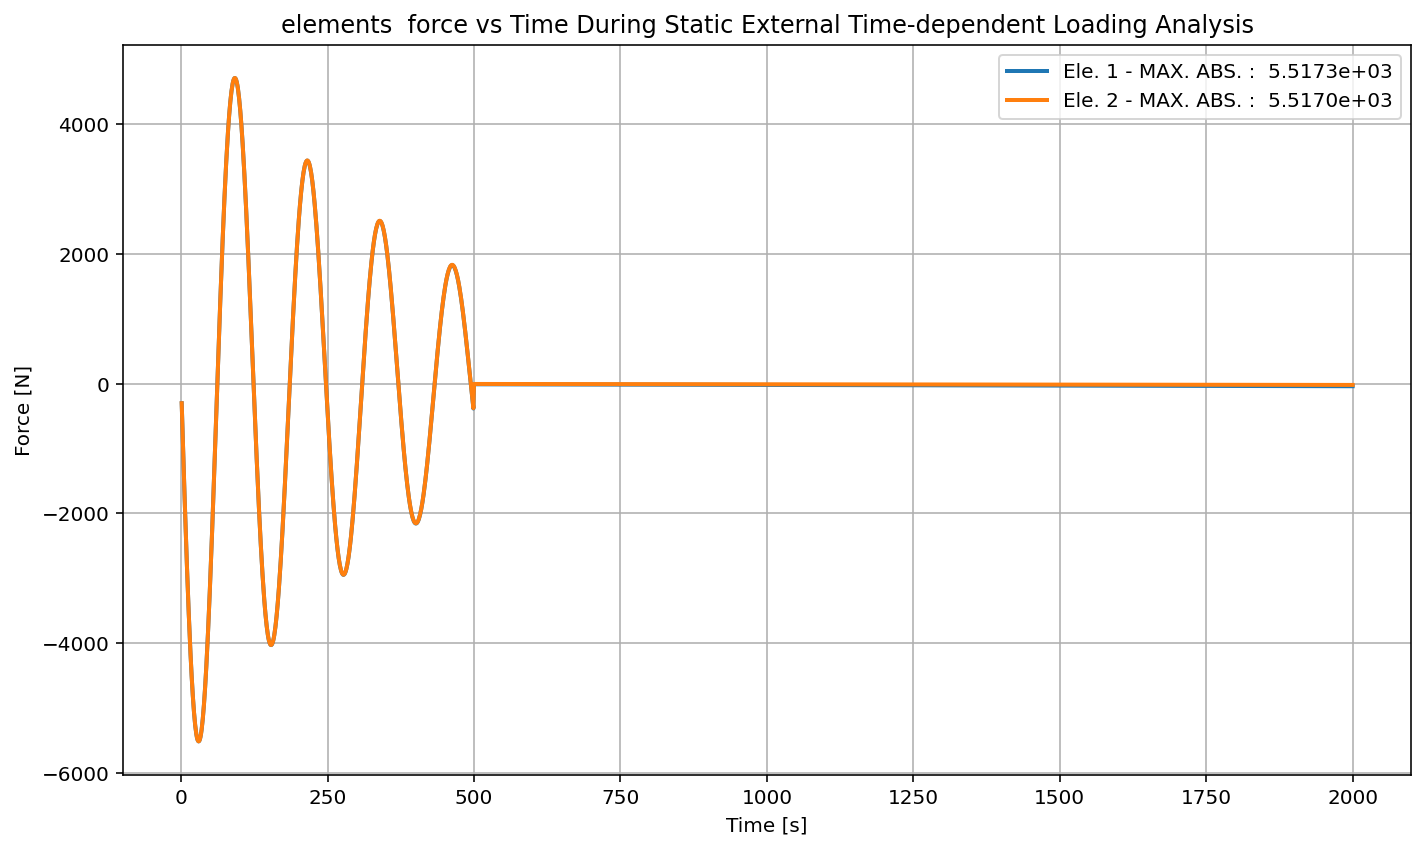 elements  force vs Time During Static External Time-dependent Loading Analysis
Ele. 1 - MAX. ABS. :  5.5173e+03
Ele. 2 - MAX. ABS. :  5.5170e+03
Force [N]
4000
2000
0
−2000
−4000
−6000
0 250 500 750 1000 1250 1500 1750 2000
Time [s]